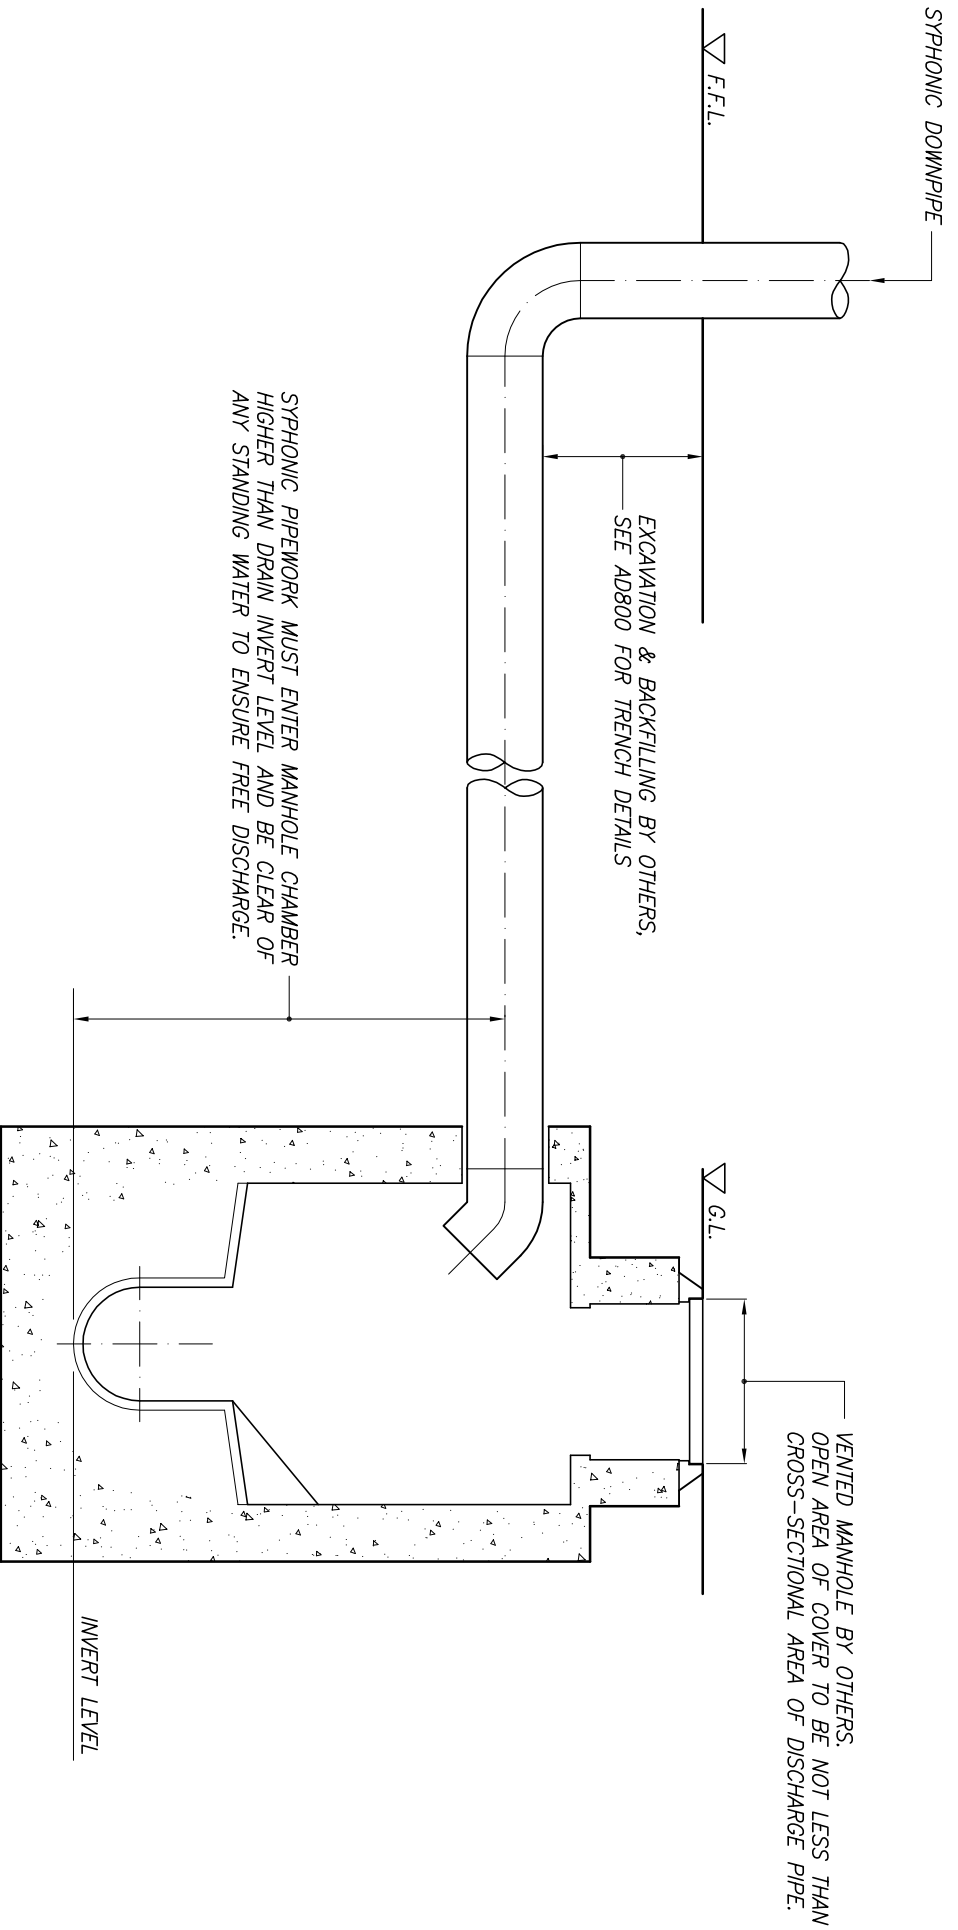 SYPHONIC DOWNPIPE
F.F.L.
EXCAVATION & BACKFILLING BY OTHERS,
SEE AD800 FOR TRENCH DETAILS
SYPHONIC PIPEWORK MUST ENTER MANHOLE CHAMBER
HIGHER THAN DRAIN INVERT LEVEL AND BE CLEAR OF
ANY STANDING WATER TO ENSURE FREE DISCHARGE.
G.L.
VENTED MANHOLE BY OTHERS.
OPEN AREA OF COVER TO BE NOT LESS THAN
CROSS-SECTIONAL AREA OF DISCHARGE PIPE.
INVERT LEVEL